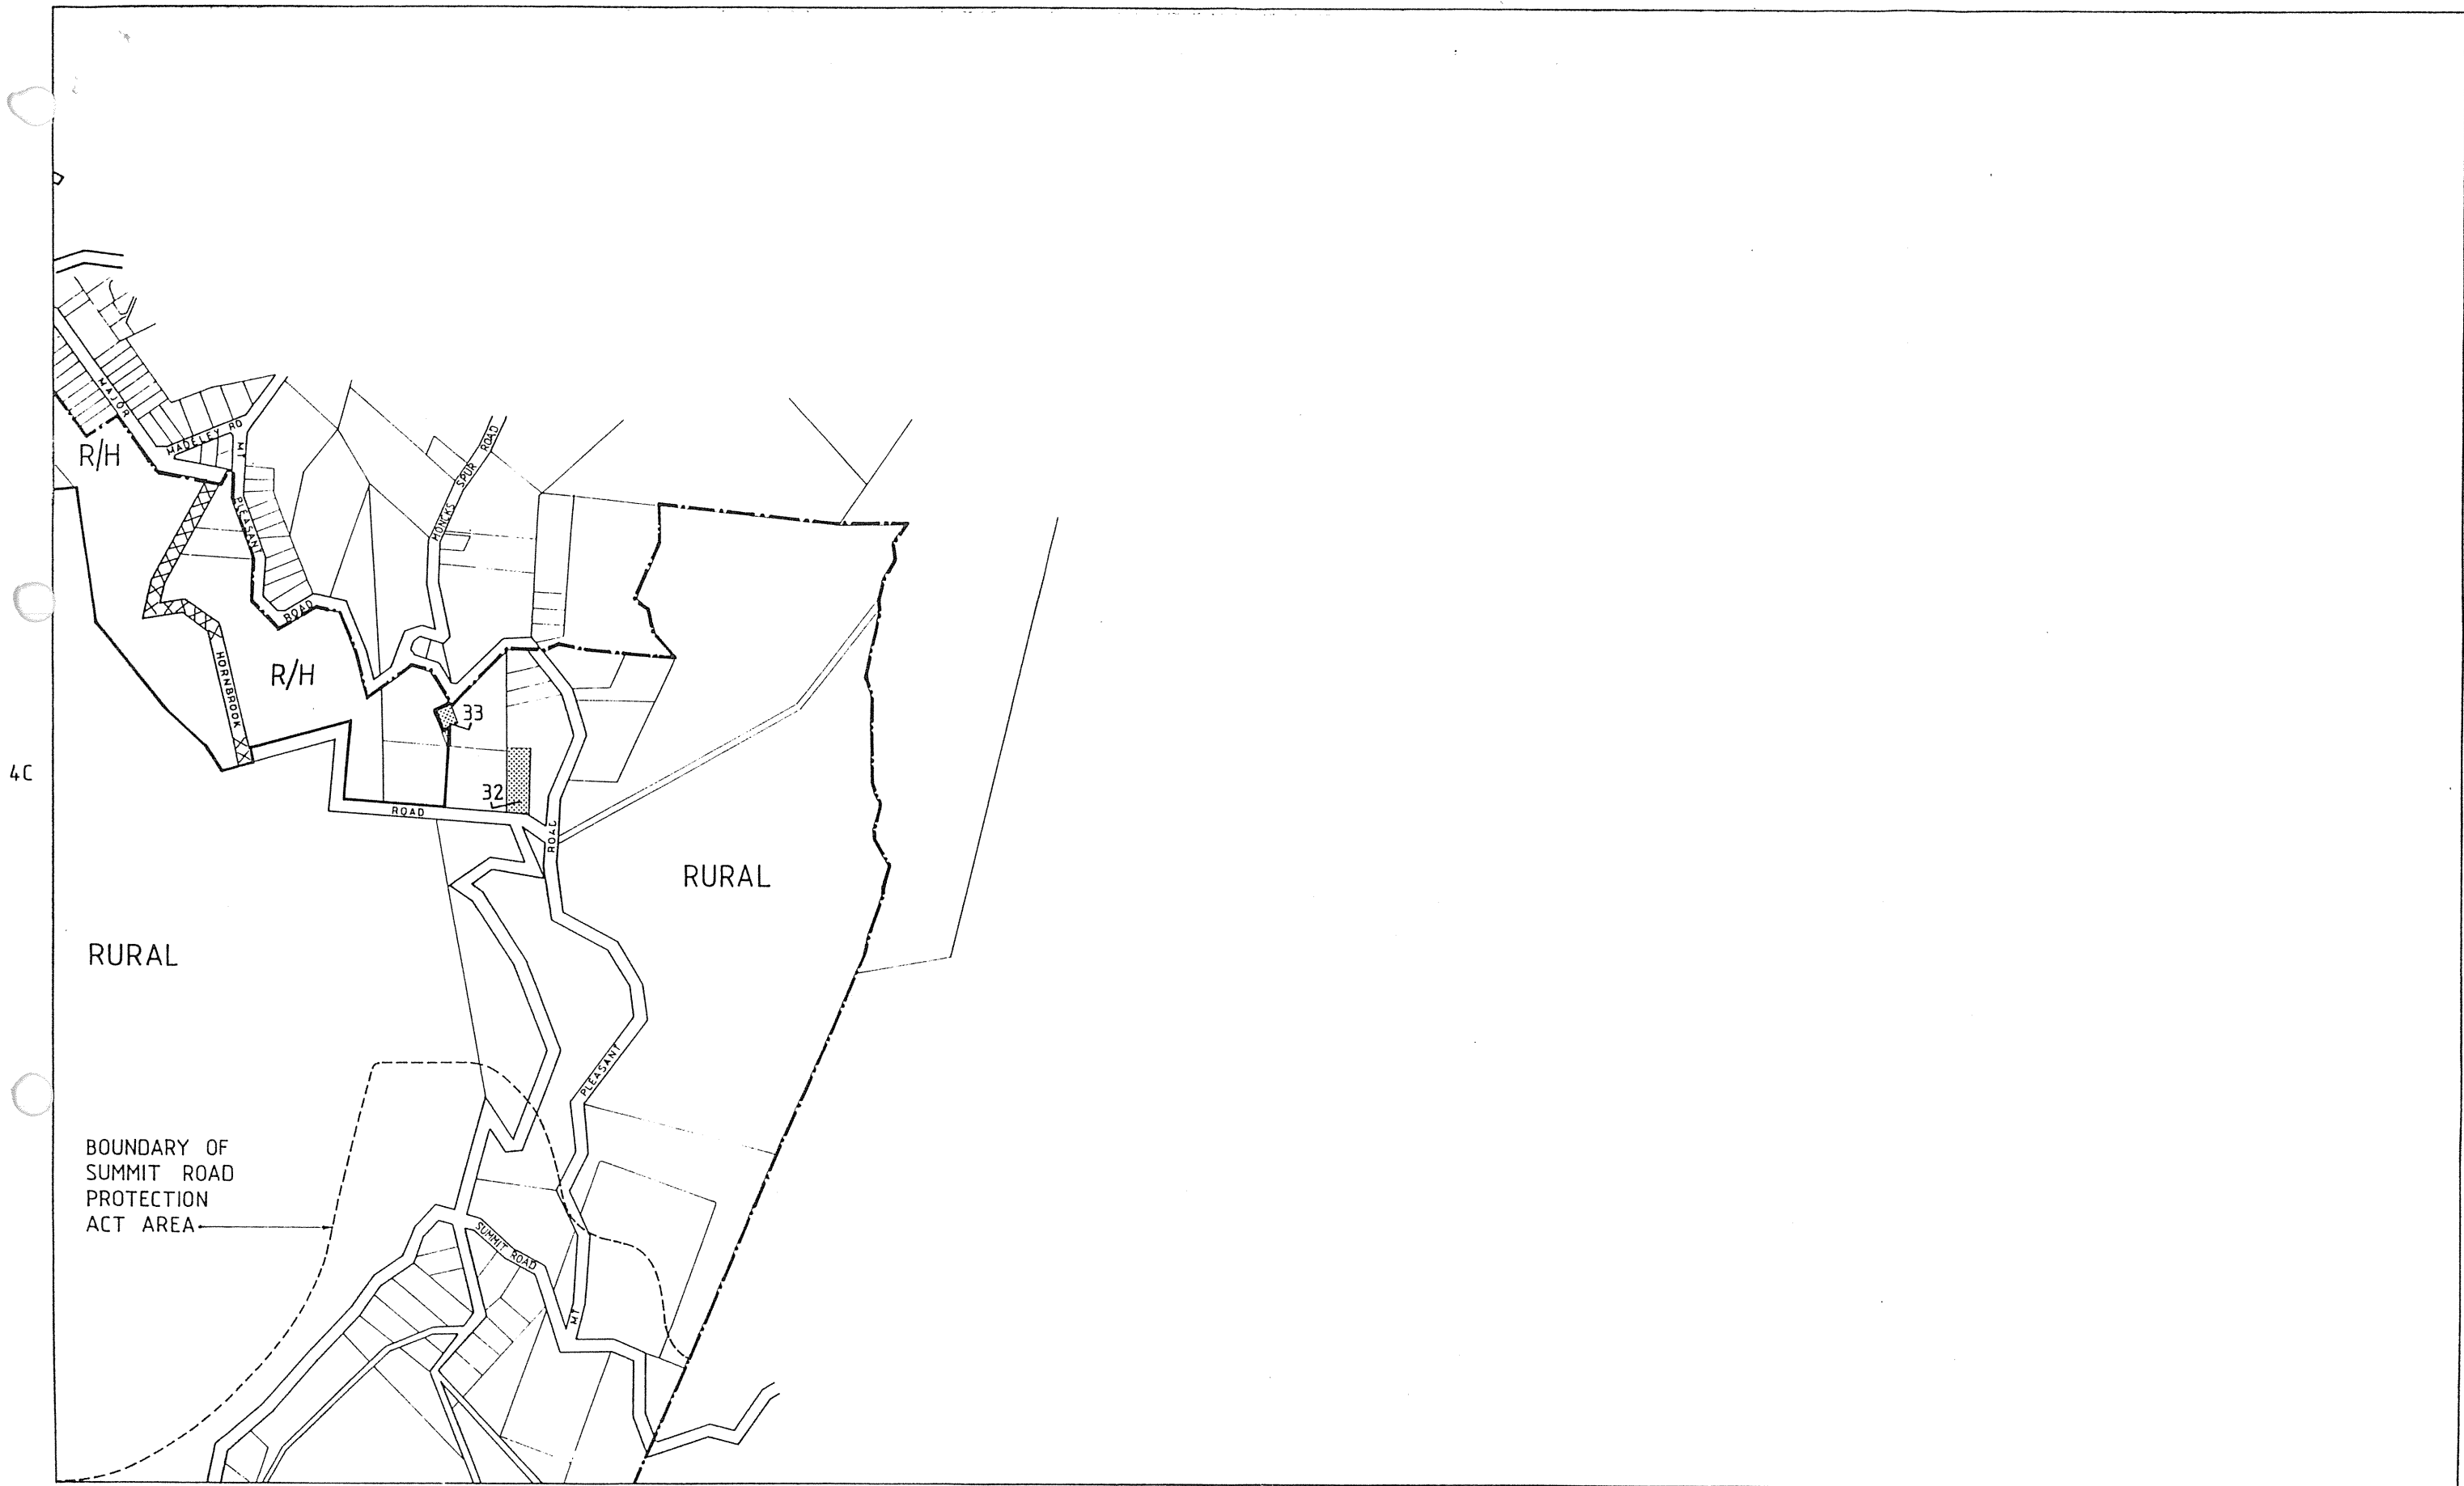 MAJOR
MADELEY RD
R/H
MT
PLEASANT
ROAD
MONCKS SPUR ROAD
HORNBROOK
R/H
33
4C
32
ROAD
ROAD
RURAL
RURAL
PLEASANT
BOUNDARY OF
SUMMIT ROAD
PROTECTION
ACT AREA
SUMMIT ROAD
MT